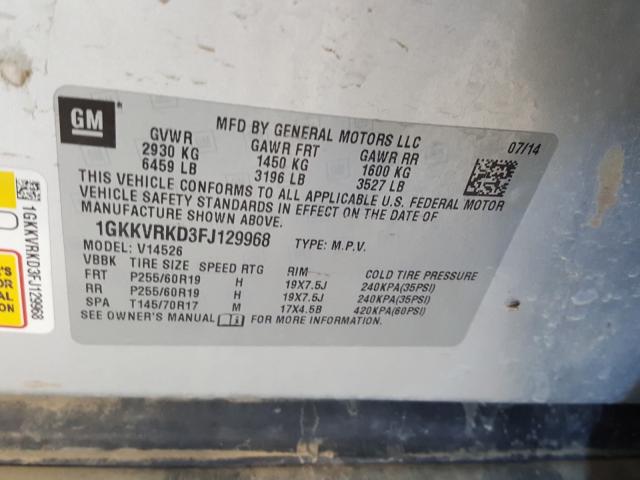 GM
MFD BY GENERAL MOTORS LLC
07/14
GVWR GAWR FRT GAWR RR
2930 KG 1450 KG 1600 KG
6459 LB 3196 LB 3527 LB
THIS VEHICLE CONFORMS TO ALL APPLICABLE U.S. FEDERAL MOTOR
VEHICLE SAFETY STANDARDS IN EFFECT ON THE DATE OF
MANUFACTURE SHOWN ABOVE.
1GKKVRKD3FJ129968 TYPE: M.P.V.
MODEL: V14526
VBBK TIRE SIZE SPEED RTG RIM COLD TIRE PRESSURE
FRT P255/60R19 H 19X7.5J 240KPA(35PSI)
RR P255/60R19 H 19X7.5J 240KPA(35PSI)
SPA T145/70R17 M 17X4.5B 420KPA(60PSI)
SEE OWNER'S MANUAL FOR MORE INFORMATION.
1GKKVRKD3FJ129968